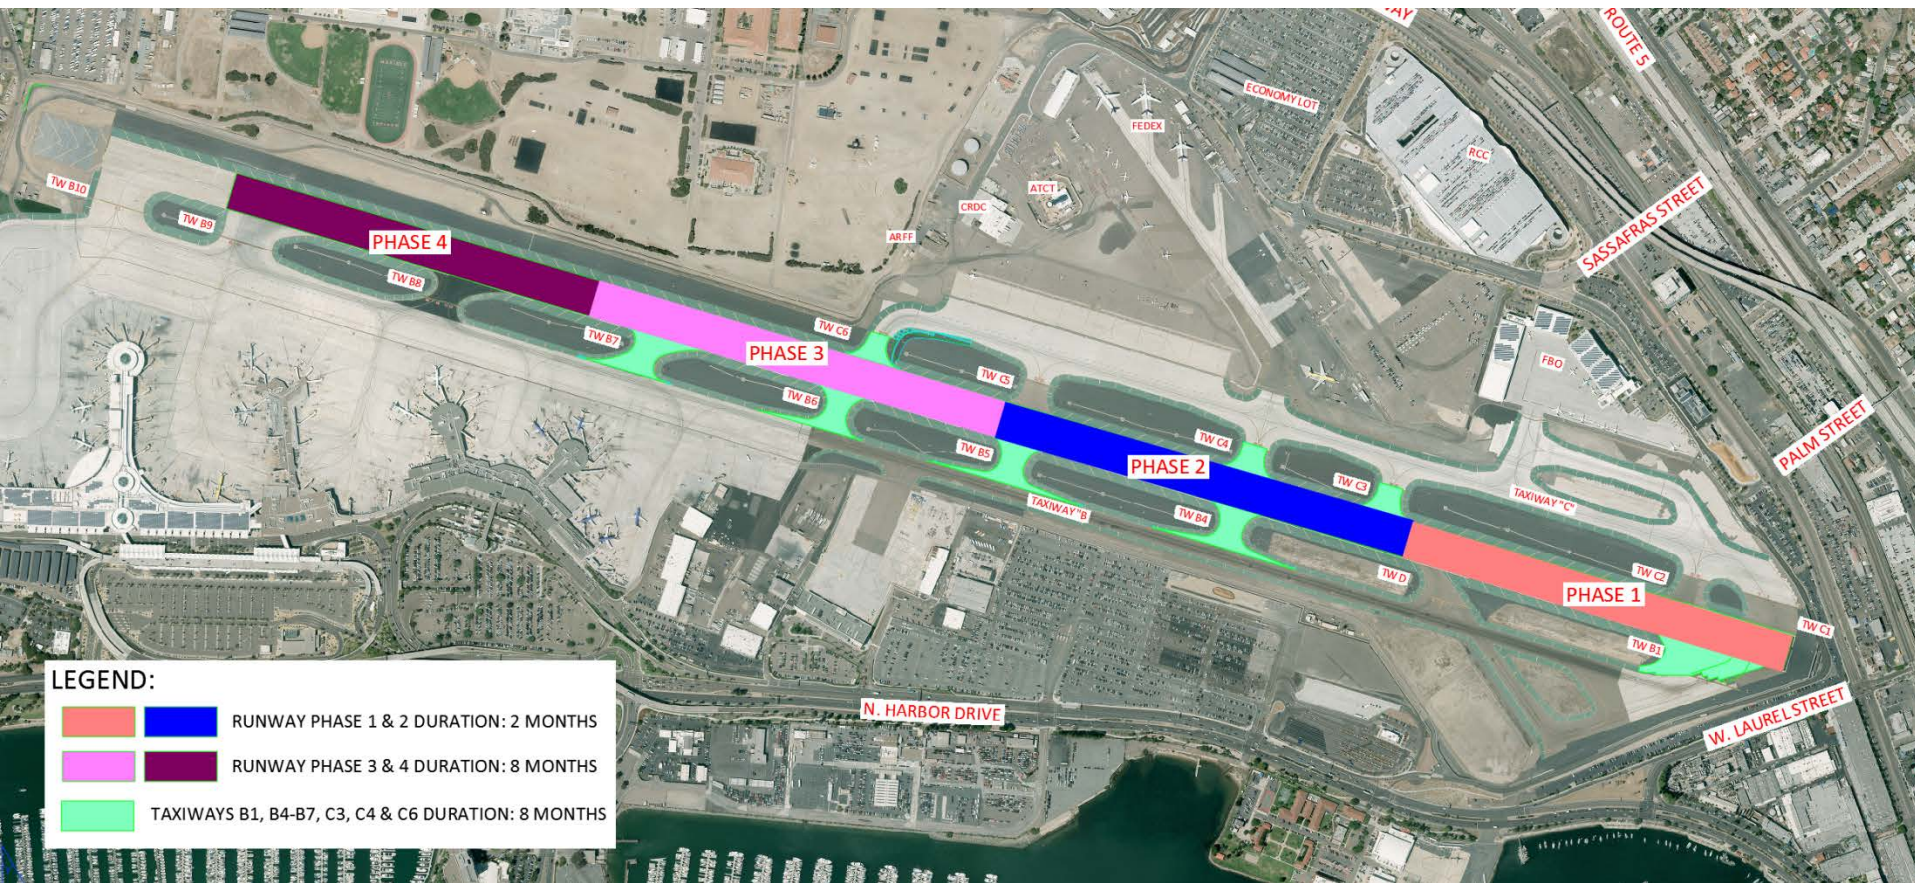 WAY
ROUTE 5
ECONOMY LOT
FEDEX
RCC
SASSAFRAS STREET
ATCT
CRDC
ARFF
TW B10
TW B9
PHASE 4
TW B8
TW B7
TW C6
PHASE 3
TW C5
TW B6
FBO
PALM STREET
TW C4
TW B5
PHASE 2
TW C3
TAXIWAY "C"
TAXIWAY "B
TW B4
TW D
TW C2
PHASE 1
TW C1
TW B1
W. LAUREL STREET
N. HARBOR DRIVE
LEGEND:
RUNWAY PHASE 1 & 2 DURATION: 2 MONTHS
RUNWAY PHASE 3 & 4 DURATION: 8 MONTHS
TAXIWAYS B1, B4-B7, C3, C4 & C6 DURATION: 8 MONTHS